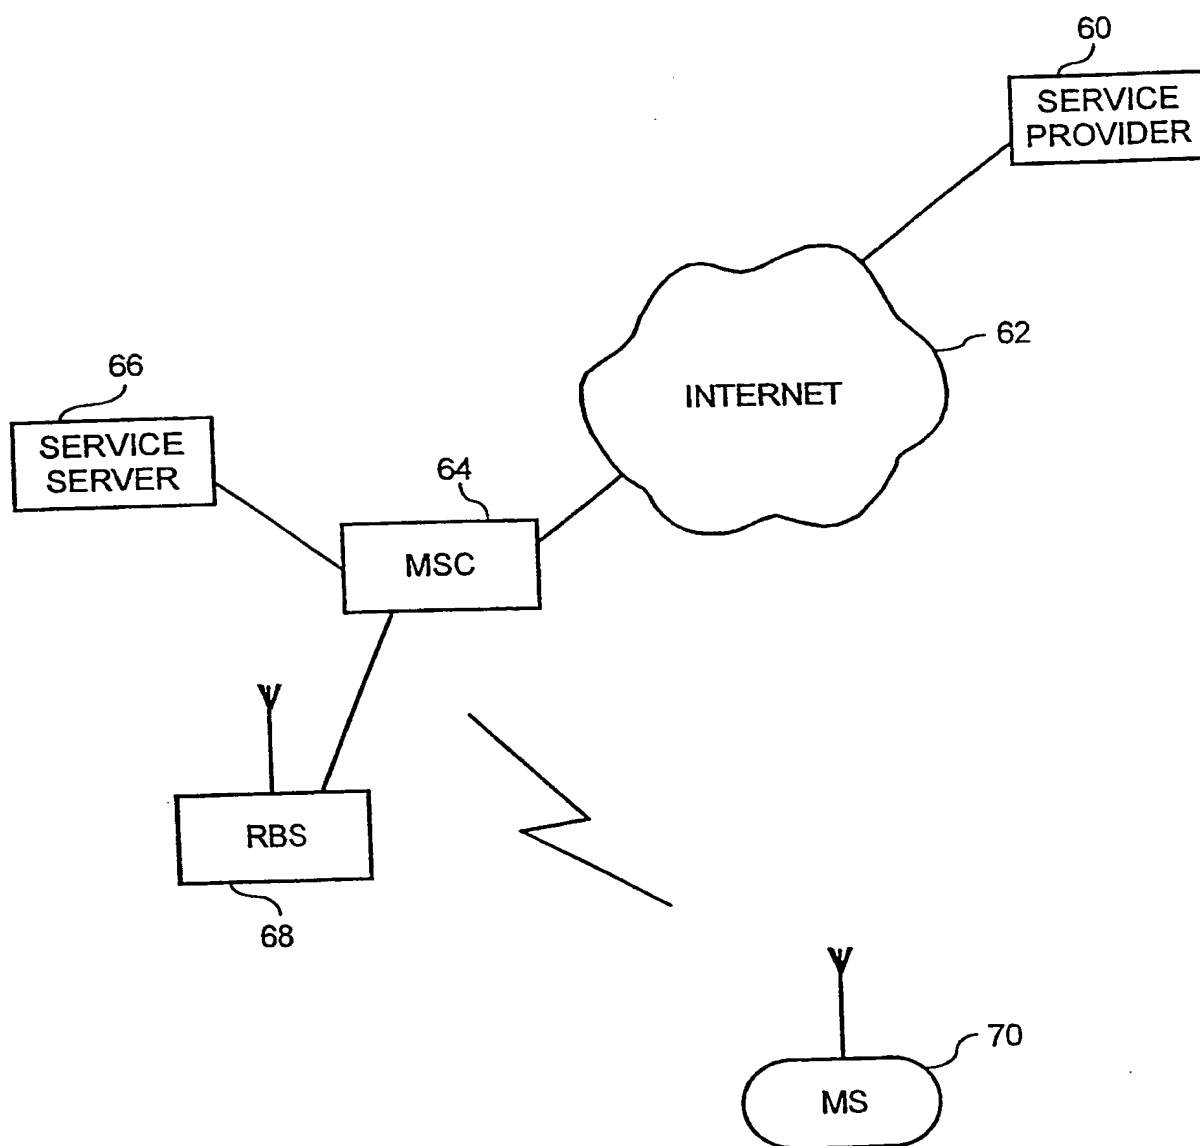 60
SERVICE
PROVIDER
62
INTERNET
66
SERVICE
SERVER
64
MSC
RBS
68
70
MS